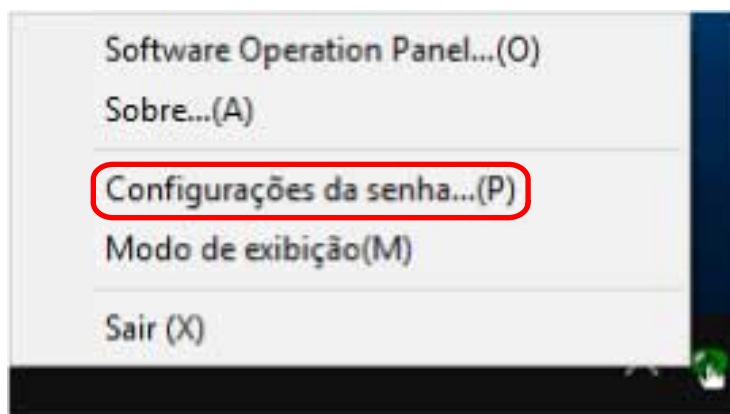 Software Operation Panel...(O)
Sobre...(A)
Configurações da senha...(P)
Modo de exibição(M)
Sair (X)